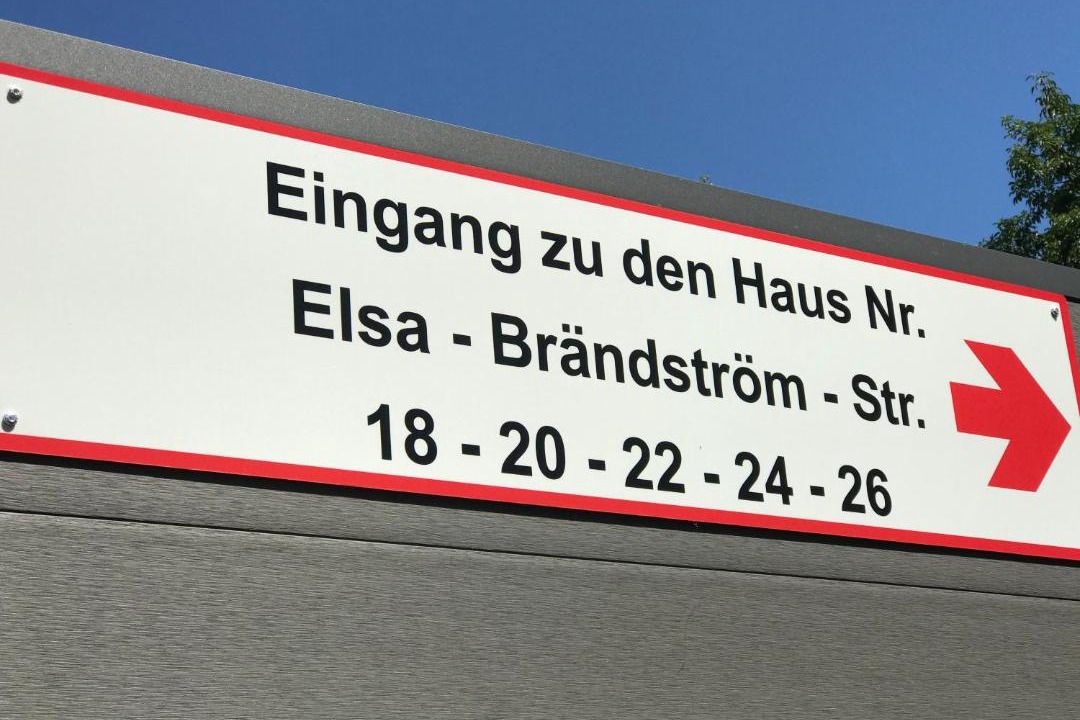 Eingang zu den Haus Nr.
Elsa - Brändström - Str.
18 - 20 - 22 - 24 - 26